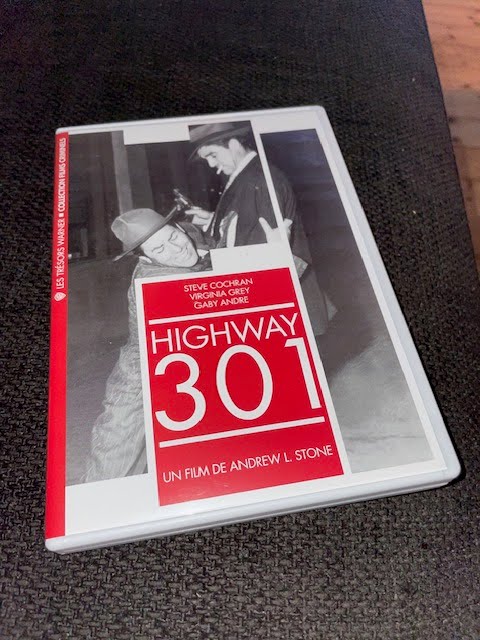 LES TRÉSORS WARNER ■ COLLECTION FILMS CRIMINELS
STEVE COCHRAN
VIRGINIA GREY
GABY ANDRE
HIGHWAY
301
UN FILM DE ANDREW L. STONE